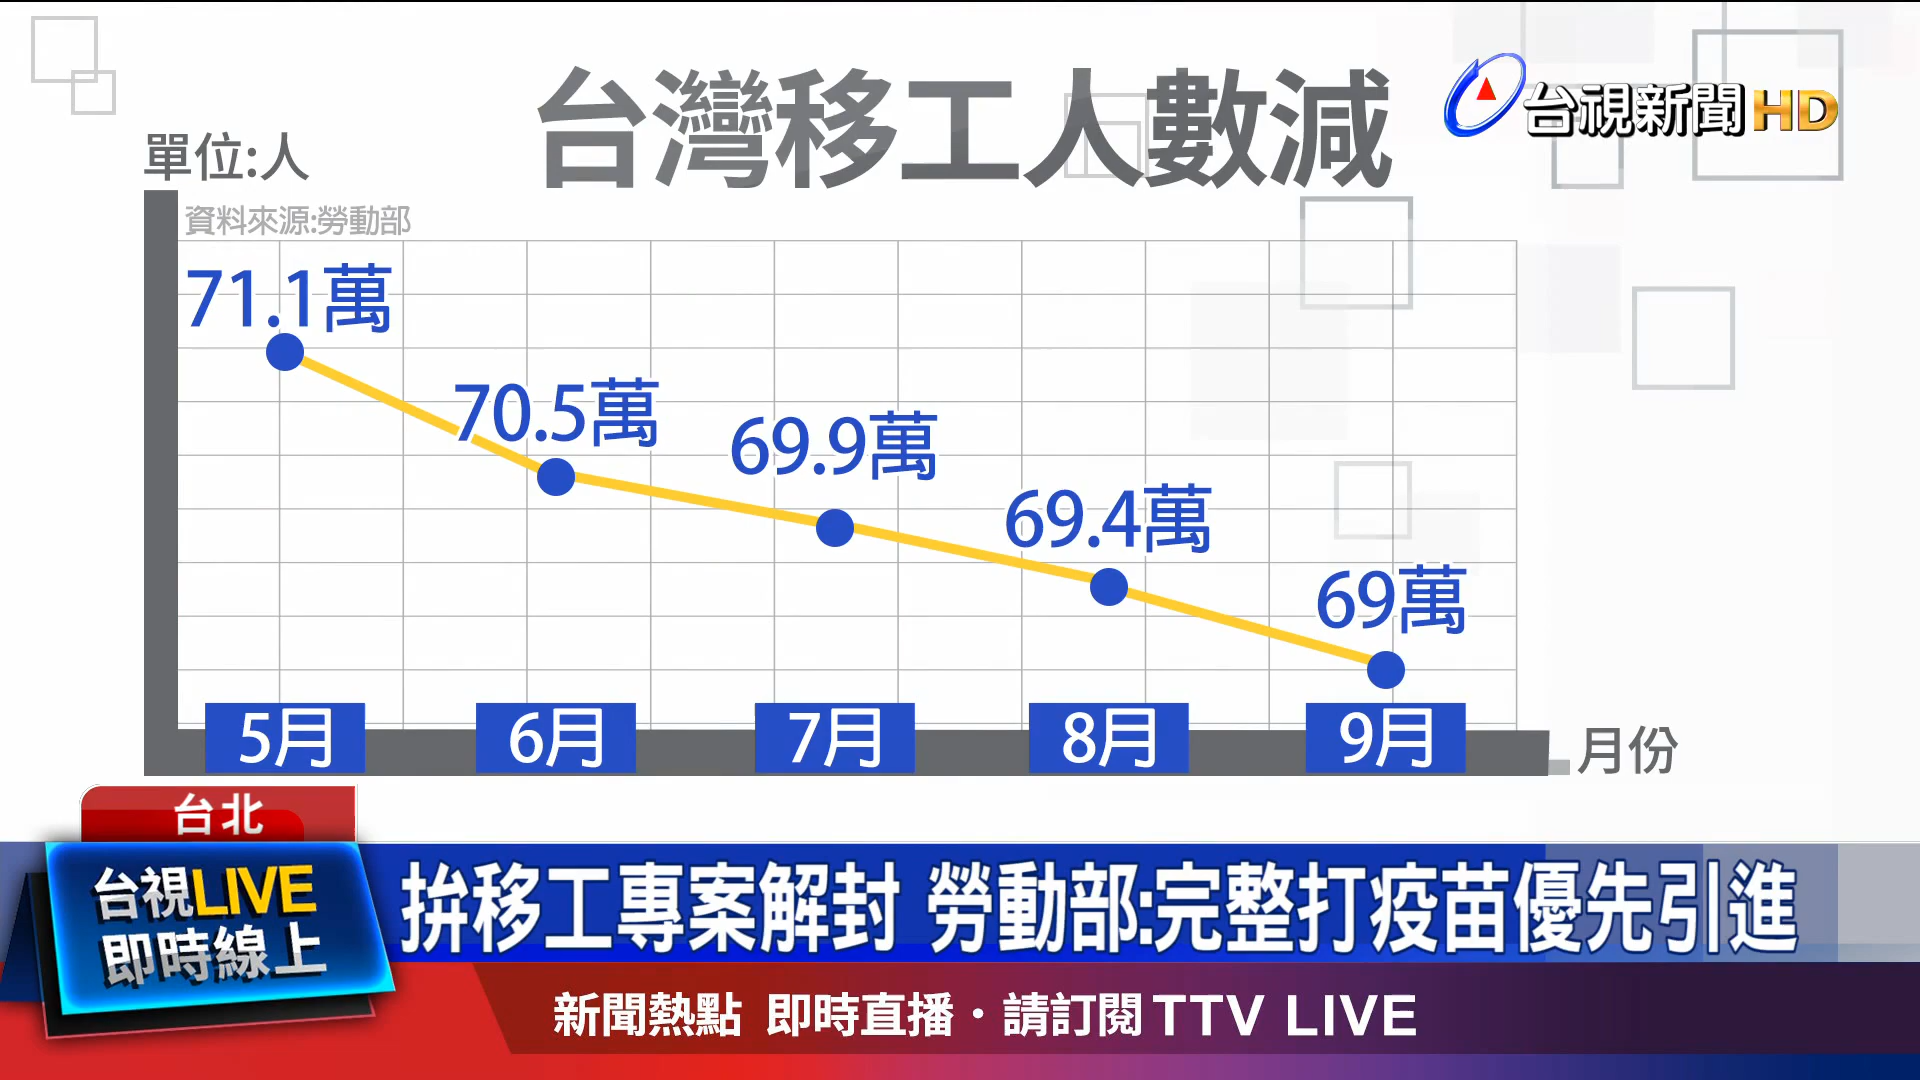 台灣移工人數減
台視新聞HD
單位:人
資料來源:勞動部
71.1萬
70.5萬
69.9萬
69.4萬
69萬
5月
6月
7月
8月
9月
月份
台北
台視LIVE
即時線上
拚移工專案解封 勞動部:完整打疫苗優先引進
新聞熱點 即時直播・請訂閱TTV LIVE